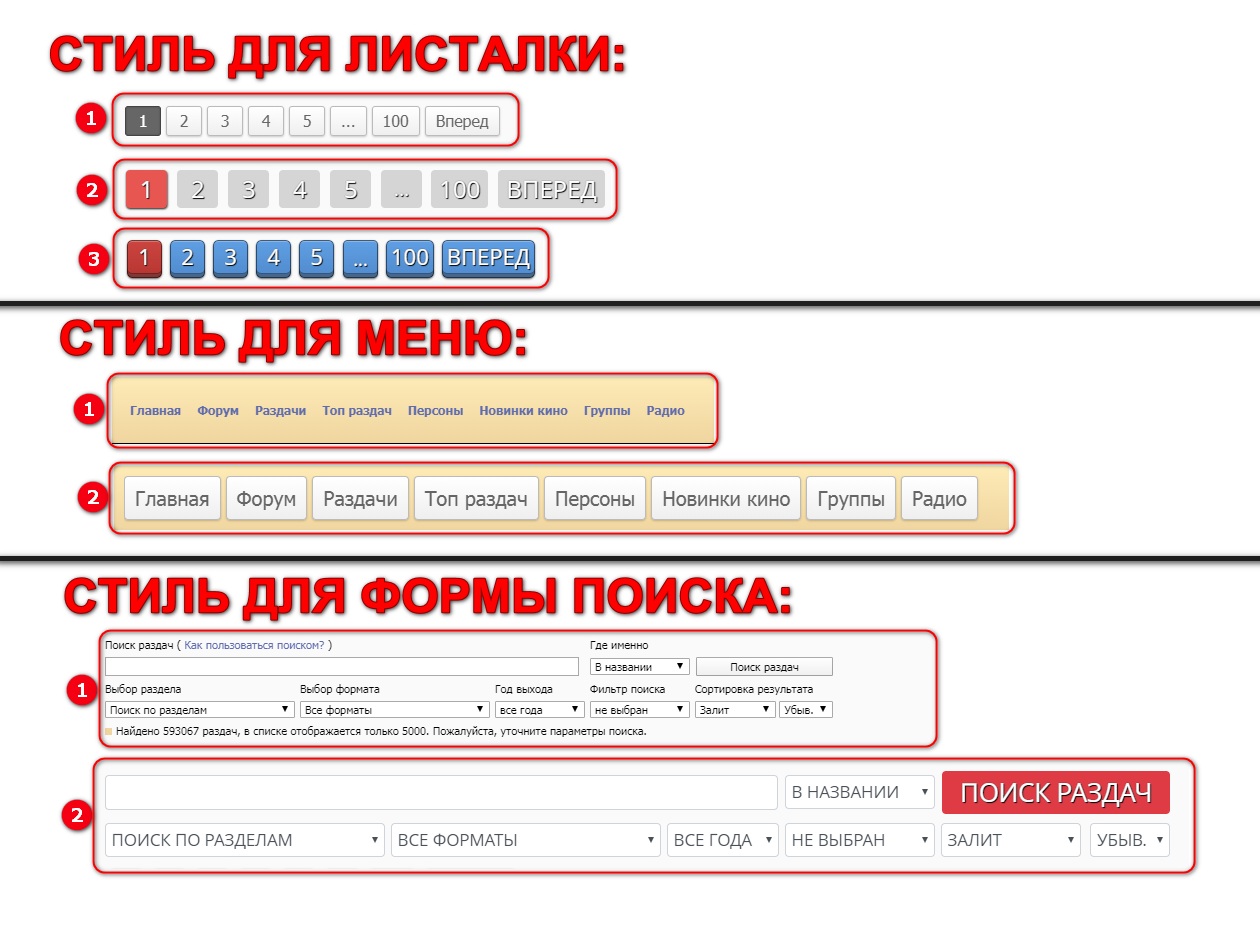 СТИЛЬ ДЛЯ ЛИСТАЛКИ:
1 1 2 3 4 5 ... 100 Вперед
2 1 2 3 4 5 ... 100 ВПЕРЕД
3 1 2 3 4 5 ... 100 ВПЕРЕД
СТИЛЬ ДЛЯ МЕНЮ:
1 Главная Форум Раздачи Топ раздач Персоны Новинки кино Группы Радио
2 Главная Форум Раздачи Топ раздач Персоны Новинки кино Группы Радио
СТИЛЬ ДЛЯ ФОРМЫ ПОИСКА:
Поиск раздач ( Как пользоваться поиском? ) Где именно
В названии Поиск раздач
1 Выбор раздела Выбор формата Год выхода Фильтр поиска Сортировка результата
Поиск по разделам Все форматы все года не выбран Залит Убыв.
Найдено 593067 раздач, в списке отображается только 5000. Пожалуйста, уточните параметры поиска.
В НАЗВАНИИ ПОИСК РАЗДАЧ
2 ПОИСК ПО РАЗДЕЛАМ ВСЕ ФОРМАТЫ ВСЕ ГОДА НЕ ВЫБРАН ЗАЛИТ УБЫВ.